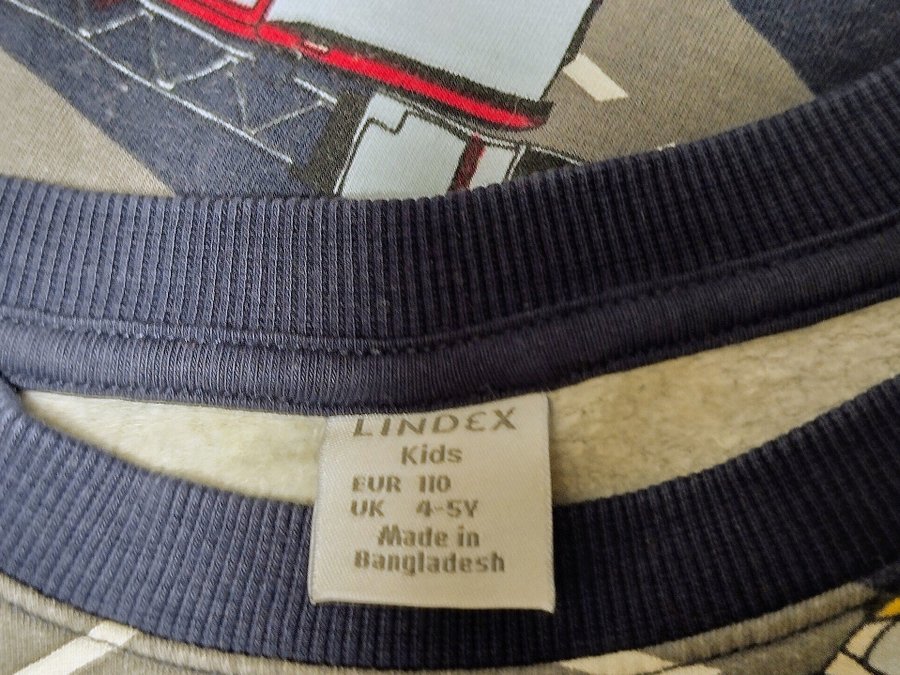 LINDEX
Kids
EUR 110
UK 4-5Y
Made in
Bangladesh